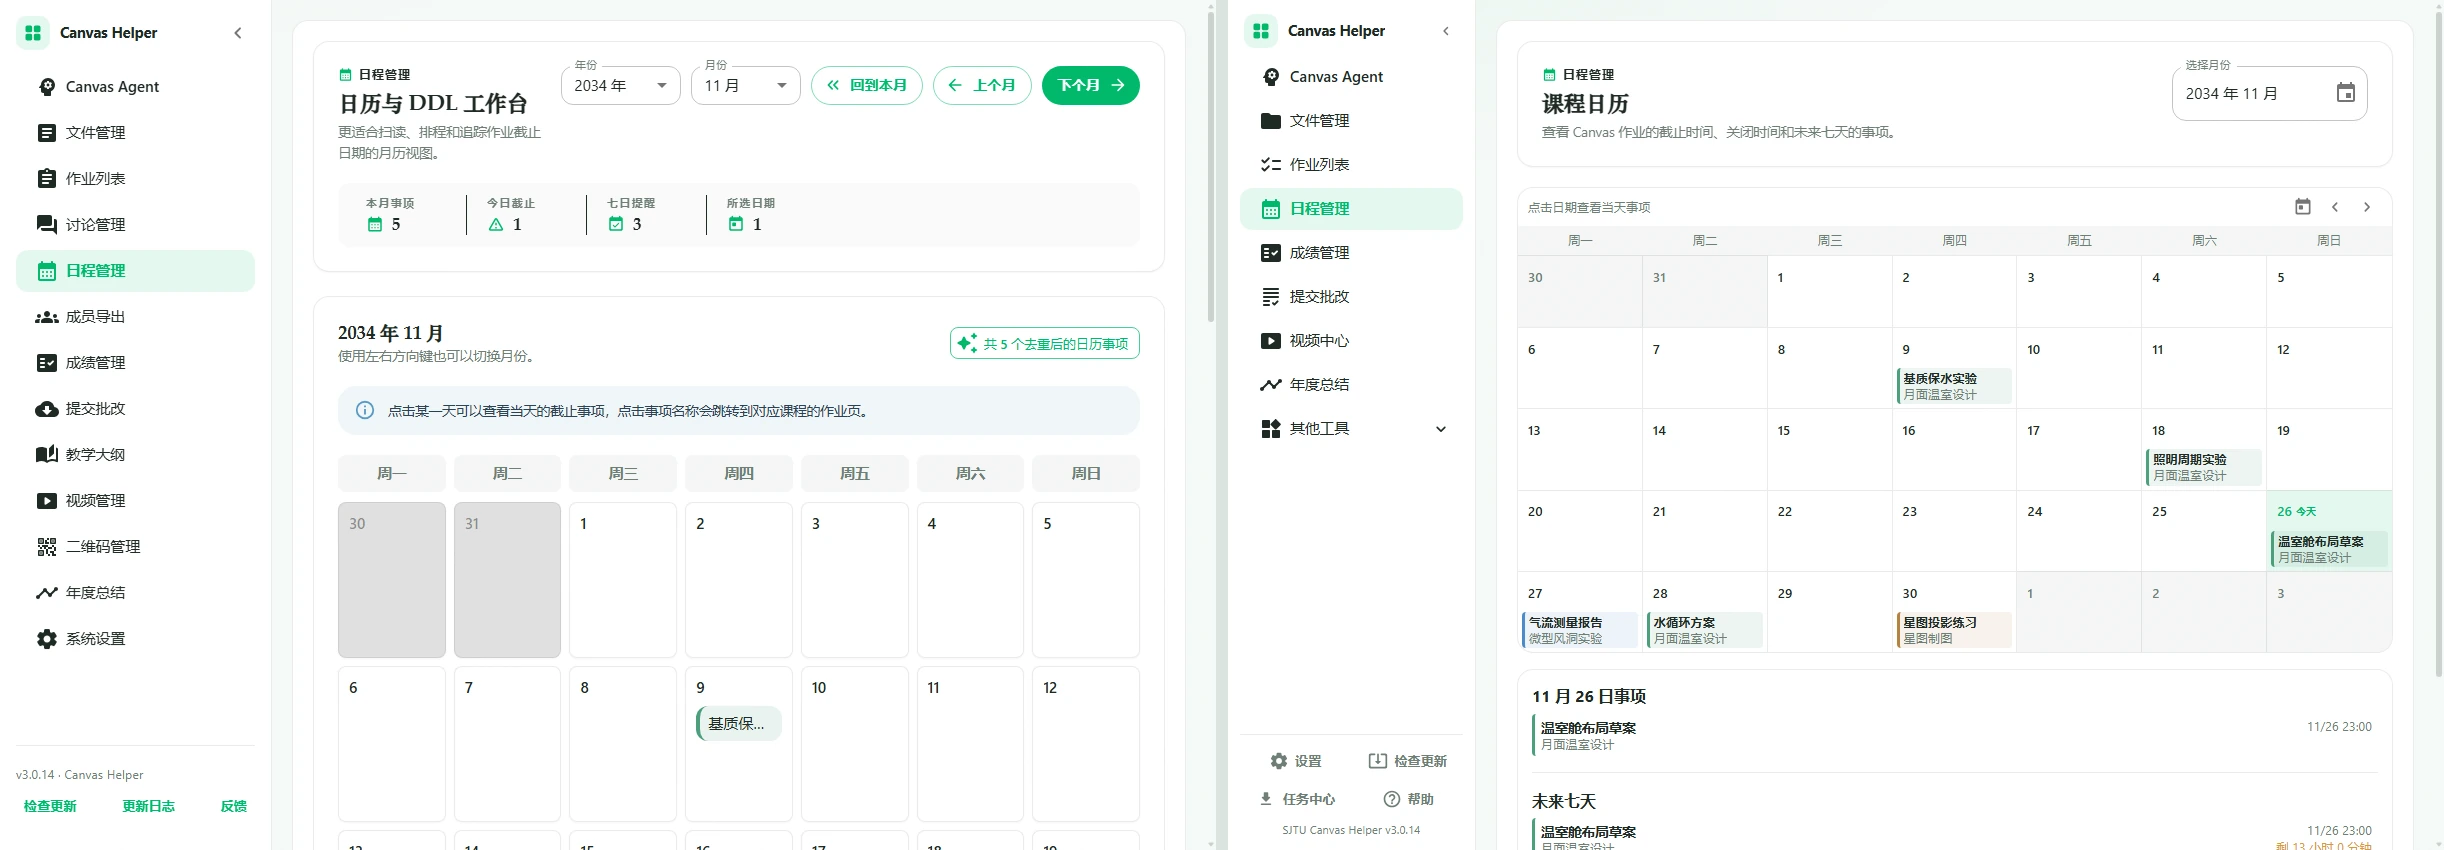 Canvas Helper
Canvas Agent
文件管理
作业列表
讨论管理
日程管理
成员导出
成绩管理
提交批改
教学大纲
视频管理
二维码管理
年度总结
系统设置
v3.0.14 · Canvas Helper
检查更新 更新日志 反馈
日程管理
日历与 DDL 工作台
更适合扫读、排程和追踪作业截止
日期的月历视图。
年份
2034 年
月份
11 月
回到本月
上个月
下个月
本月事项 今日截止 七日提醒 所选日期
5 1 3 1
2034 年 11 月
使用左右方向键也可以切换月份。
共 5 个去重后的日历事项
点击某一天可以查看当天的截止事项，点击事项名称会跳转到对应课程的作业页。
周一 周二 周三 周四 周五 周六 周日
30 31 1 2 3 4 5
6 7 8 9 10 11 12
基质保...
13 14 15 16 17 18 19
Canvas Helper
Canvas Agent
文件管理
作业列表
日程管理
成绩管理
提交批改
视频中心
年度总结
其他工具
设置 检查更新
任务中心 帮助
SJTU Canvas Helper v3.0.14
日程管理
课程日历
查看 Canvas 作业的截止时间、关闭时间和未来七天的事项。
选择月份
2034 年 11 月
点击日期查看当天事项
周一 周二 周三 周四 周五 周六 周日
30 31 1 2 3 4 5
6 7 8 9 10 11 12
基质保水实验
月面温室设计
13 14 15 16 17 18 19
照明周期实验
月面温室设计
20 21 22 23 24 25 26 今天
温室舱布局草案
月面温室设计
27 28 29 30 1 2 3
气流测量报告 水循环方案 星图投影练习
微型风洞实验 月面温室设计 星图制图
11 月 26 日事项
温室舱布局草案 11/26 23:00
月面温室设计
未来七天
温室舱布局草案 11/26 23:00
月面温室设计 剩 13 小时 0 分钟